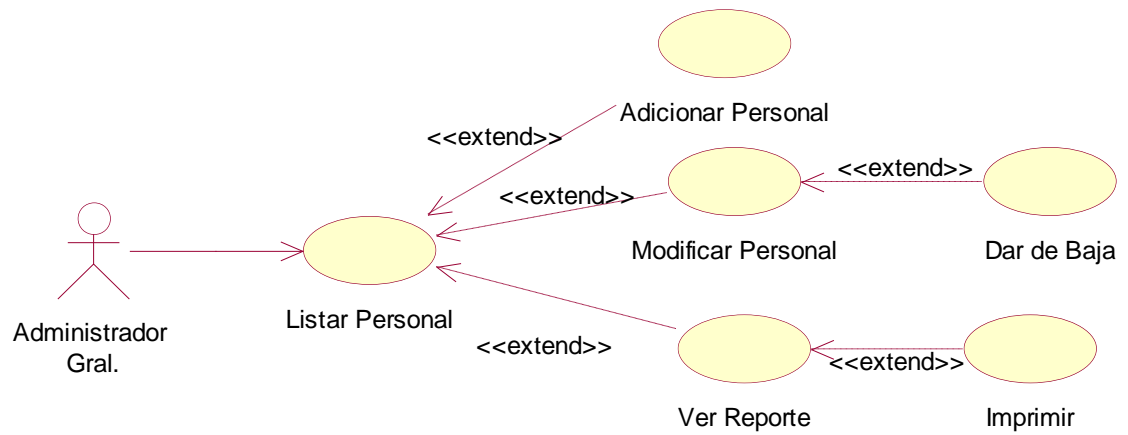 Adicionar Personal
<<extend>>
<<extend>>
<<extend>>
Modificar Personal
Dar de Baja
Administrador
Gral.
Listar Personal
<<extend>>
<<extend>>
Ver Reporte
Imprimir